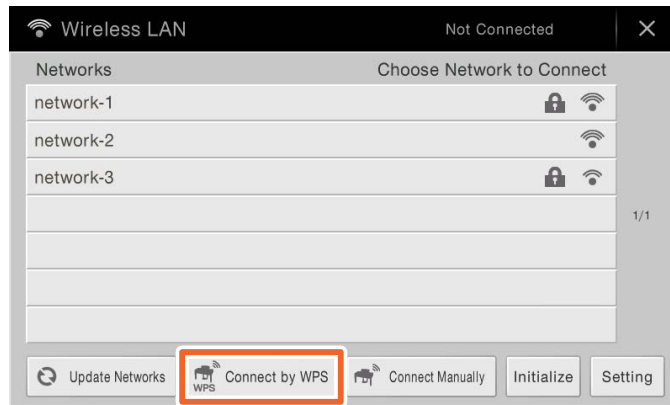 Wireless LAN Not Connected
Networks Choose Network to Connect
network-1
network-2
network-3
1/1
Update Networks WPS Connect by WPS Connect Manually Initialize Setting